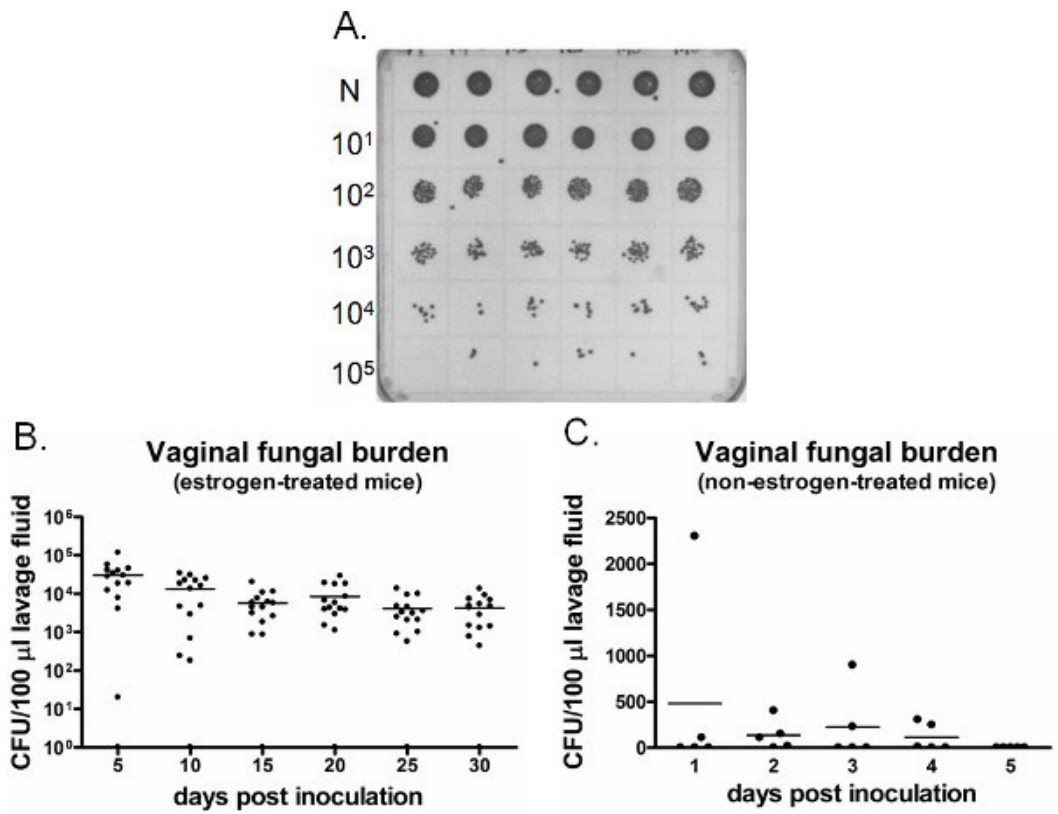 A.
N
10¹
10²
10³
10⁴
10⁵
B.
Vaginal fungal burden
(estrogen-treated mice)
CFU/100 µl lavage fluid
10⁶
10⁵
10⁴
10³
10²
10¹
10⁰
5 10 15 20 25 30
days post inoculation
C.
Vaginal fungal burden
(non-estrogen-treated mice)
CFU/100 µl lavage fluid
2500
2000
1500
1000
500
0
1 2 3 4 5
days post inoculation